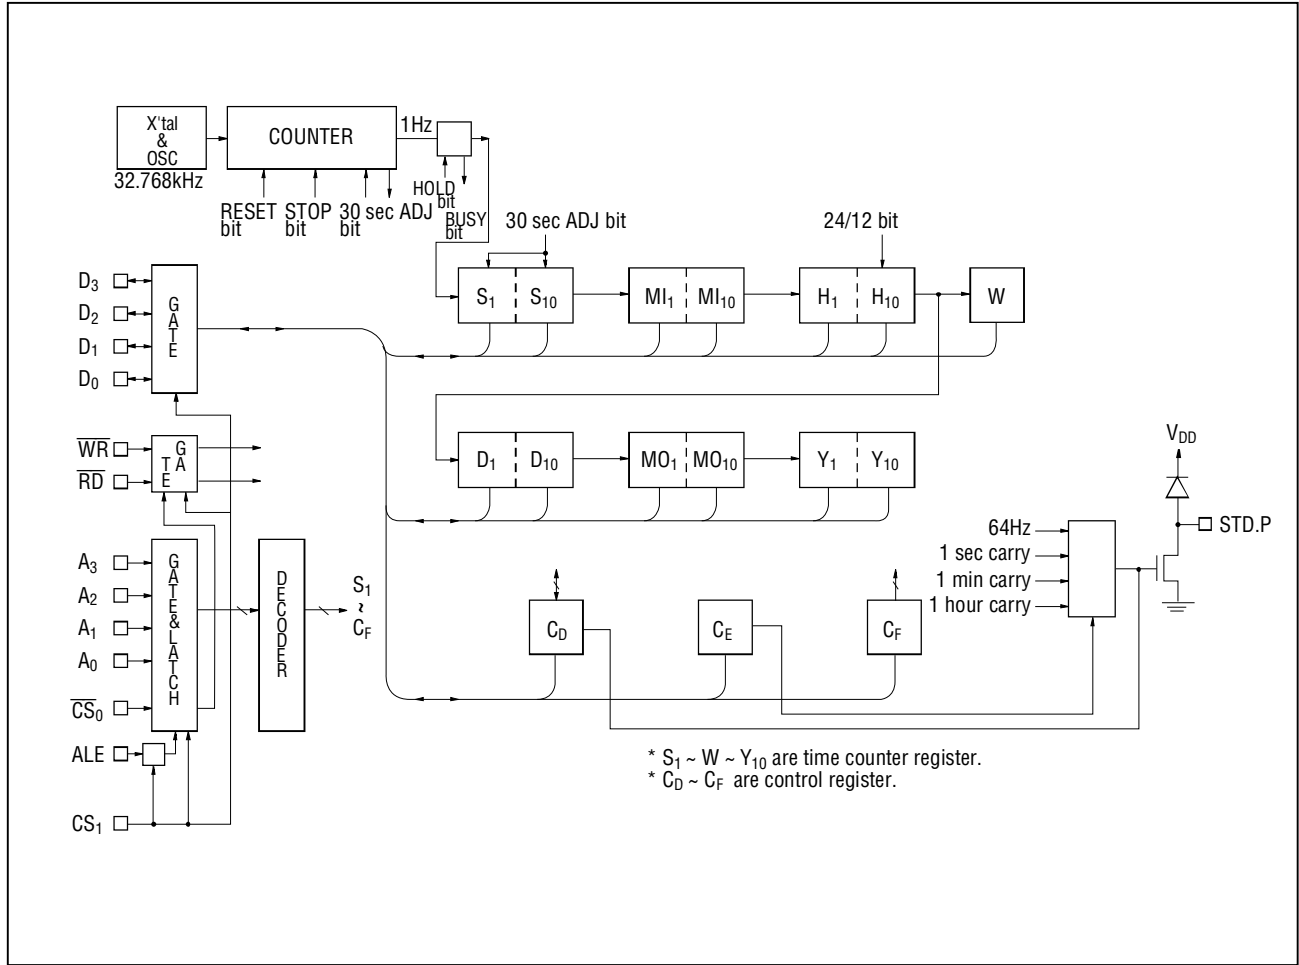 X'tal
&
OSC
32.768kHz
COUNTER
1Hz
RESET
bit
STOP
bit
30 sec ADJ
bit
HOLD
bit
BUSY
bit
30 sec ADJ bit
24/12 bit
S1 S10
MI1 MI10
H1 H10
W
D3
D2
D1
D0
GATE
WR
RD
GATE
D1 D10
MO1 MO10
Y1 Y10
VDD
STD.P
64Hz
1 sec carry
1 min carry
1 hour carry
A3
A2
A1
A0
CS0
ALE
CS1
GATE&LATCH
DECODER
S1
~
CF
CD
CE
CF
* S1 ~ W ~ Y10 are time counter register.
* CD ~ CF are control register.